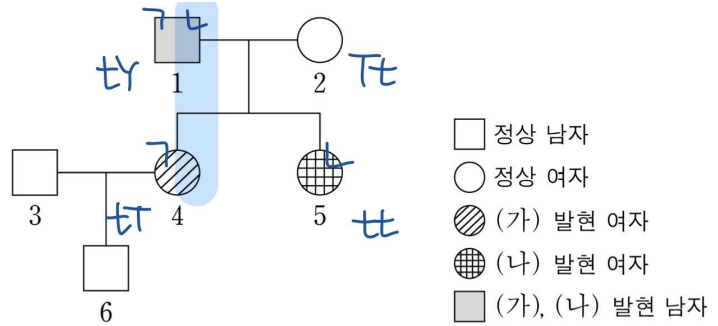 ㄱ ㄴ
tY
1
2
Tt
3
tT
ㄱ
4
ㄴ
5
tt
6
정상 남자
정상 여자
(가) 발현 여자
(나) 발현 여자
(가), (나) 발현 남자